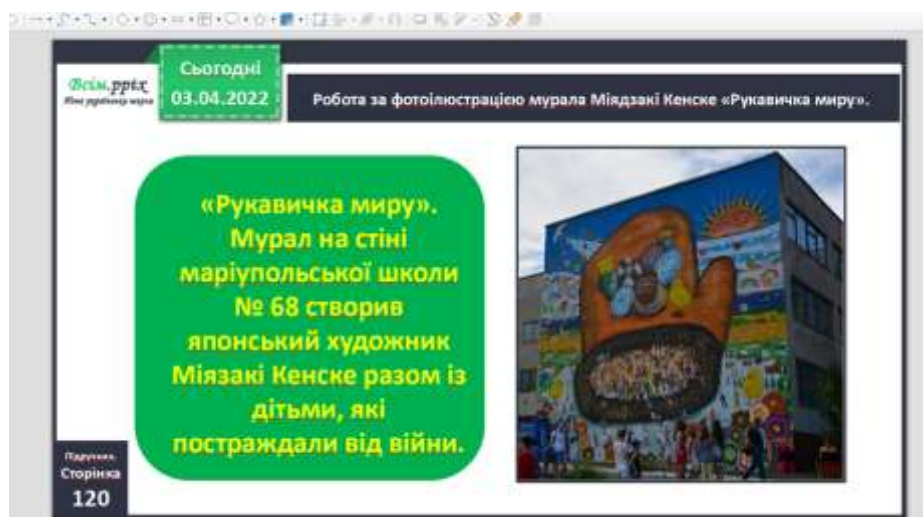 Всім.pptx
Сьогодні
03.04.2022
Робота за фотоілюстрацією мурала Міядзакі Кенске «Рукавичка миру».
«Рукавичка миру».
Мурал на стіні
маріупольської школи
№ 68 створив
японський художник
Міязакі Кенске разом із
дітьми, які
постраждали від війни.
Підручник.
Сторінка
120